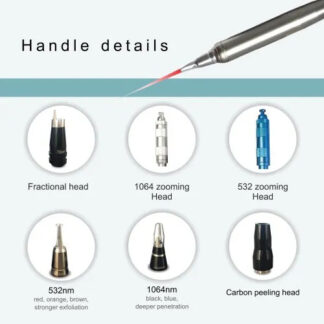 Handle details
Fractional head
1064 zooming
Head
532 zooming
Head
532nm
red, orange, brown,
stronger exfoliation
1064nm
black, blue,
deeper penetration
Carbon peeling head